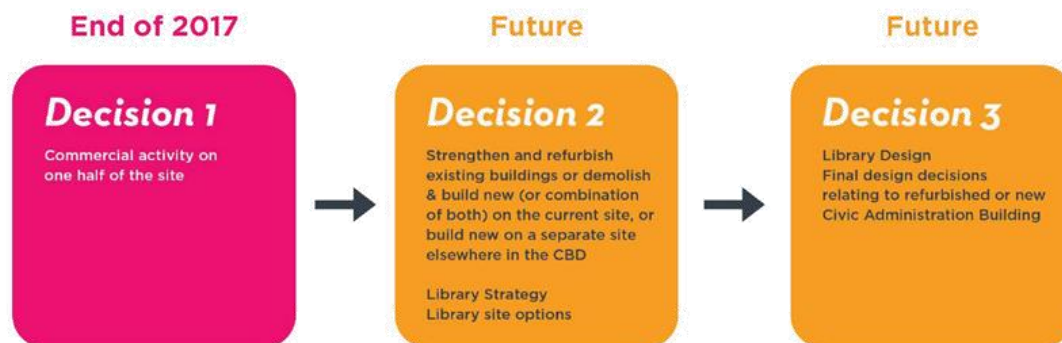 End of 2017
Decision 1
Commercial activity on
one half of the site
Future
Decision 2
Strengthen and refurbish
existing buildings or demolish
& build new (or combination
of both) on the current site, or
build new on a separate site
elsewhere in the CBD
Library Strategy
Library site options
Future
Decision 3
Library Design
Final design decisions
relating to refurbished or new
Civic Administration Building